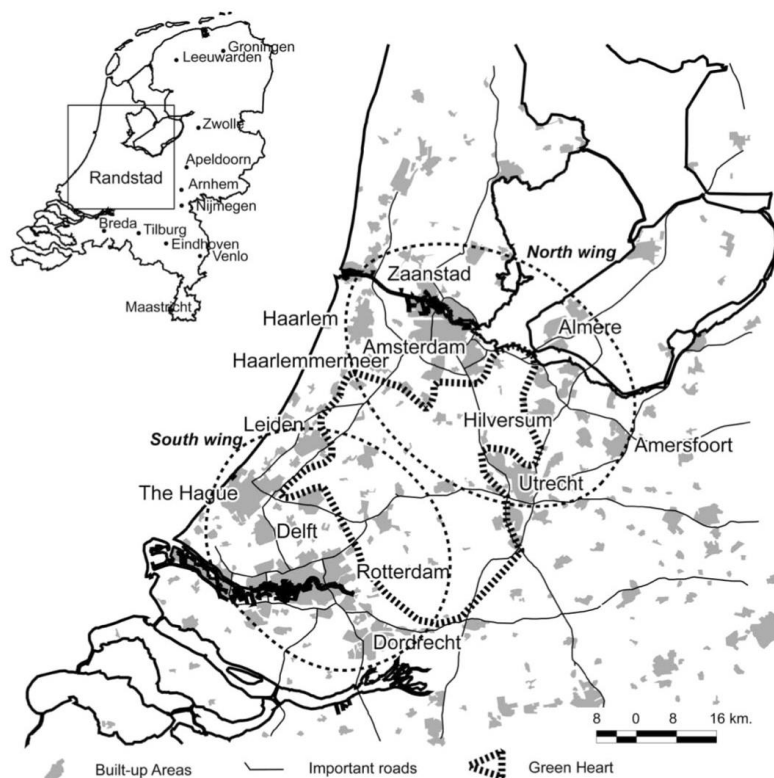 Groningen
Leeuwarden
Zwolle
Apeldoorn
Randstad
Arnhem
Nijmegen
Breda
Tilburg
Eindhoven
Venlo
Maastricht
North wing
Zaanstad
Haarlem
Almere
Amsterdam
Haarlemmermeer
Hilversum
Leiden
South wing
Amersfoort
Utrecht
The Hague
Delft
Rotterdam
Dordrecht
8 0 8 16 km.
Built-up Areas Important roads Green Heart